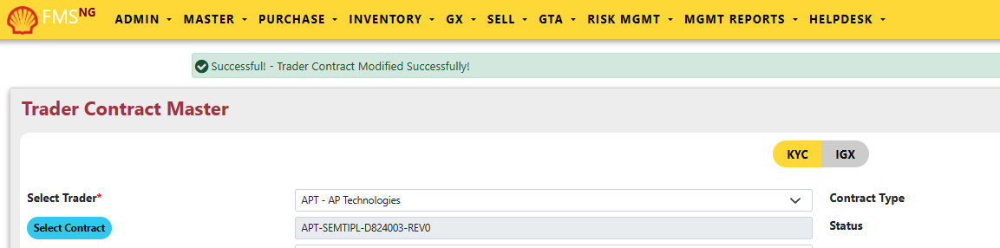 FMSNG ADMIN MASTER PURCHASE INVENTORY GX SELL GTA RISK MGMT MGMT REPORTS HELPDESK
Successful! - Trader Contract Modified Successfully!
Trader Contract Master
KYC IGX
Select Trader* APT - AP Technologies Contract Type
Select Contract APT-SEMTIPL-D824003-REV0 Status